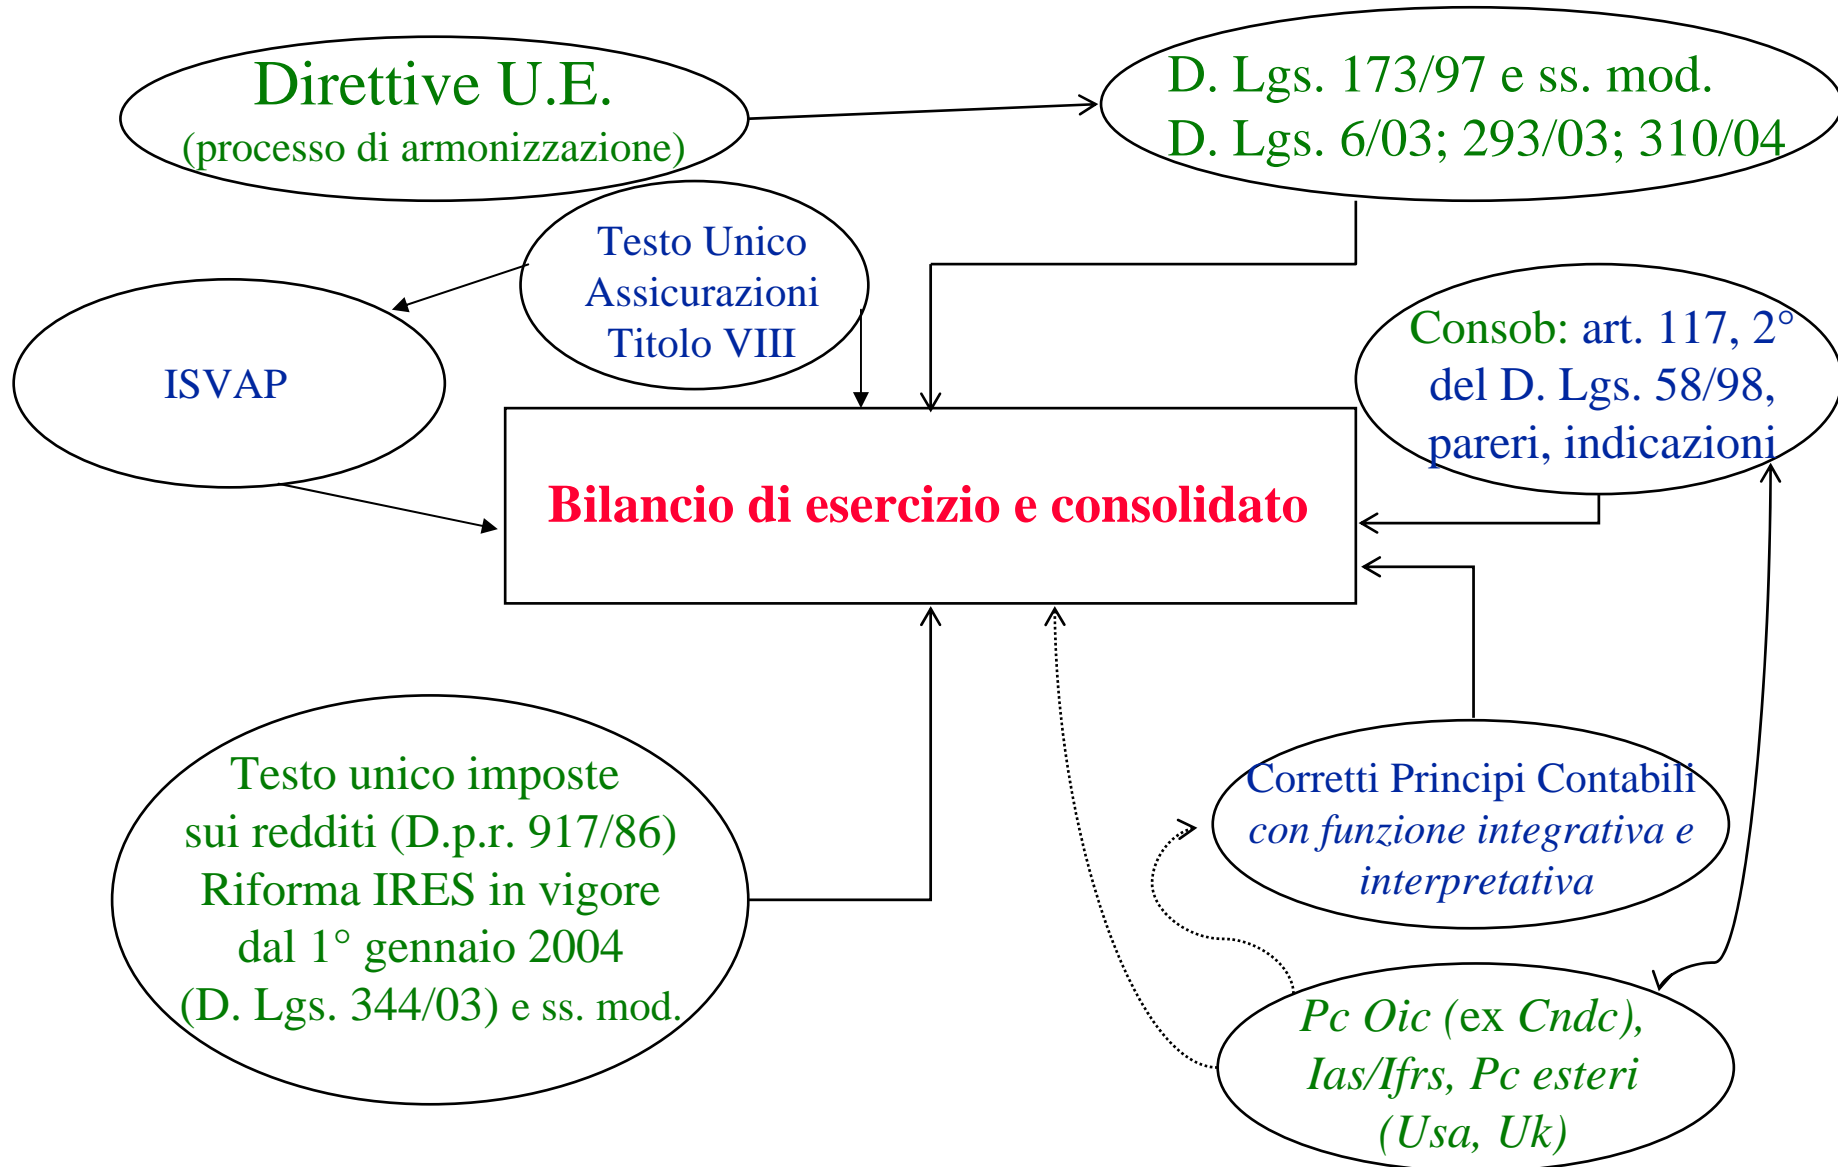 Direttive U.E.
(processo di armonizzazione)
D. Lgs. 173/97 e ss. mod.
D. Lgs. 6/03; 293/03; 310/04
Testo Unico
Assicurazioni
Titolo VIII
ISVAP
Consob: art. 117, 2°
del D. Lgs. 58/98,
pareri, indicazioni
Bilancio di esercizio e consolidato
Testo unico imposte
sui redditi (D.p.r. 917/86)
Riforma IRES in vigore
dal 1° gennaio 2004
(D. Lgs. 344/03) e ss. mod.
Corretti Principi Contabili
con funzione integrativa e
interpretativa
Pc Oic (ex Cndc),
Ias/Ifrs, Pc esteri
(Usa, Uk)